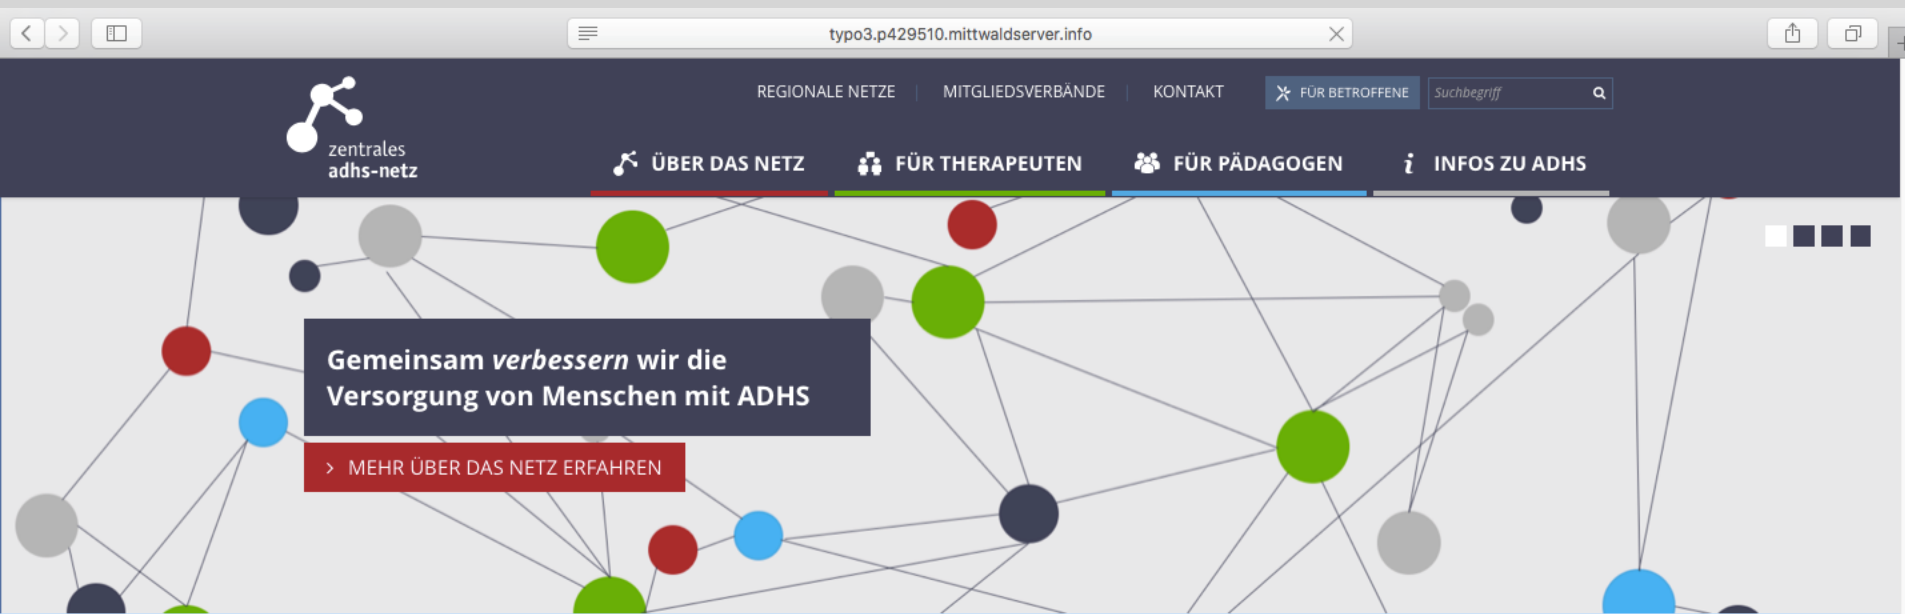 typo3.p429510.mittwaldserver.info
REGIONALE NETZE
MITGLIEDSVERBÄNDE
KONTAKT
FÜR BETROFFENE
Suchbegriff
zentrales
adhs-netz
ÜBER DAS NETZ
FÜR THERAPEUTEN
FÜR PÄDAGOGEN
INFOS ZU ADHS
Gemeinsam verbessern wir die
Versorgung von Menschen mit ADHS
MEHR ÜBER DAS NETZ ERFAHREN